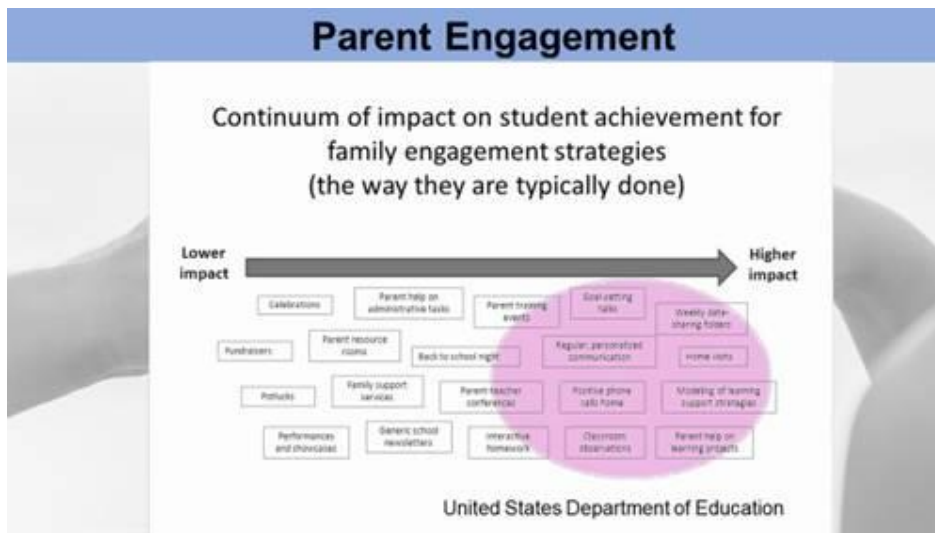 Parent Engagement
Continuum of impact on student achievement for
family engagement strategies
(the way they are typically done)
Lower
impact
Higher
impact
Celebrations
Parent help on
administrative tasks
Parent training
events
Goal-setting
talks
Weekly data-
sharing folders
Fundraisers
Parent resource
rooms
Back to school night
Regular, personalized
communication
Home visits
Potlucks
Family support
services
Parent-teacher
conferences
Positive phone
calls home
Modeling of learning
support strategies
Performances
and showcases
Generic school
newsletters
Interactive
homework
Classroom
observations
Parent help on
learning projects
United States Department of Education